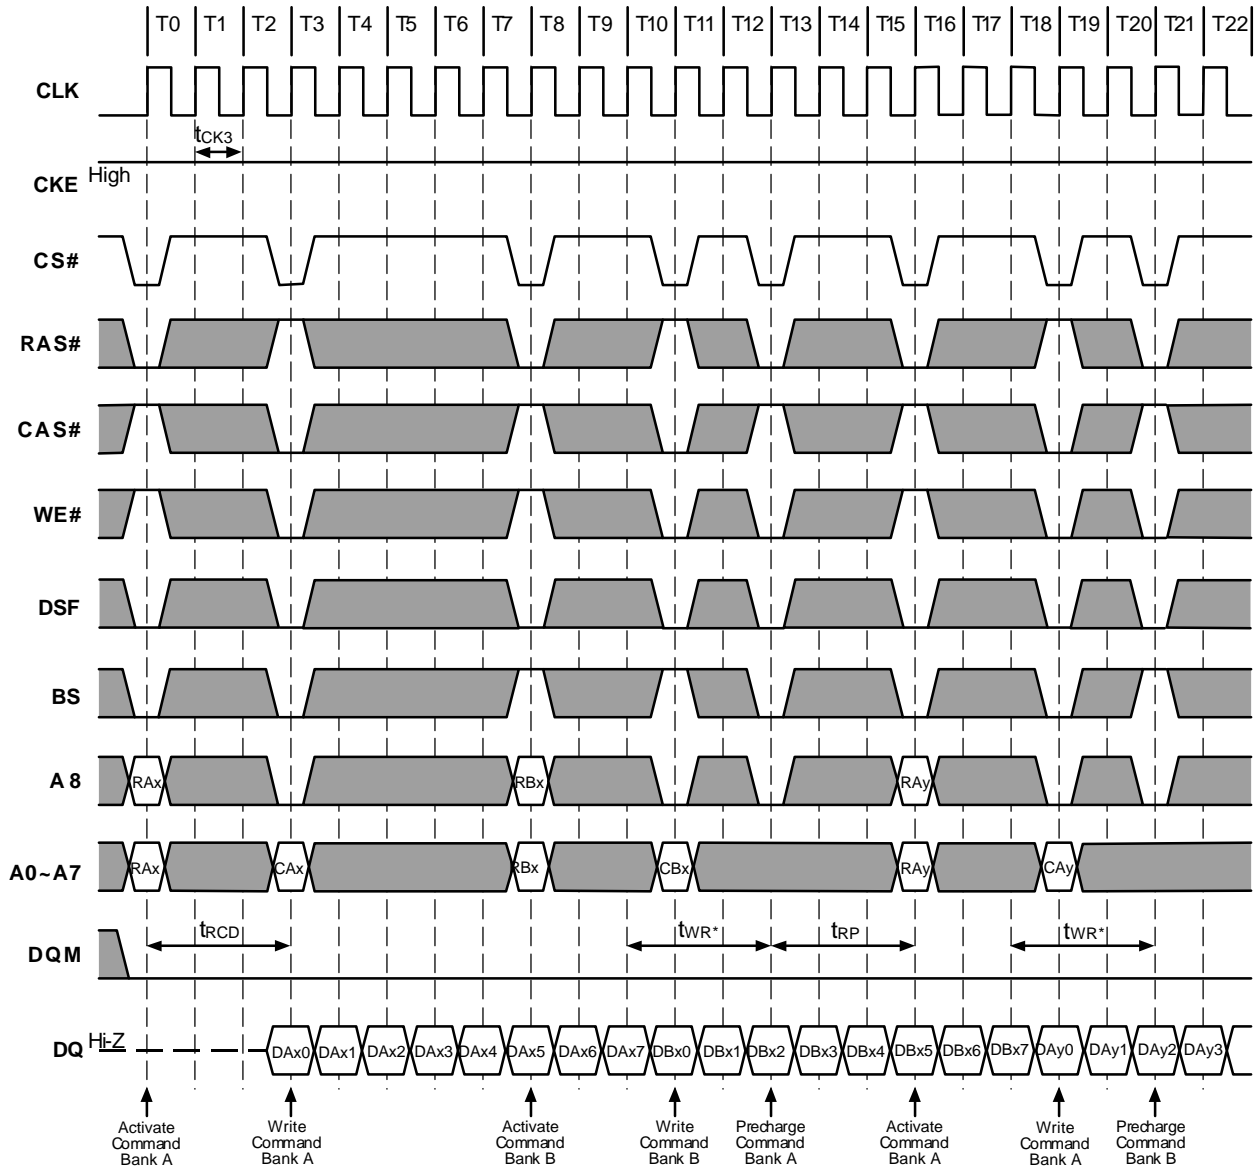 T0 T1 T2 T3 T4 T5 T6 T7 T8 T9 T10 T11 T12 T13 T14 T15 T16 T17 T18 T19 T20 T21 T22
CLK
tCK3
CKE High
CS#
RAS#
CAS#
WE#
DSF
BS
A8 RAx RBx RAy
A0~A7 RAx CAx RBx CBx RAy CAy
DQM tRCD tWR* tRP tWR*
DQ Hi-Z DAx0 DAx1 DAx2 DAx3 DAx4 DAx5 DAx6 DAx7 DBx0 DBx1 DBx2 DBx3 DBx4 DBx5 DBx6 DBx7 DAy0 DAy1 DAy2 DAy3
Activate
Command
Bank A
Write
Command
Bank A
Activate
Command
Bank B
Write
Command
Bank B
Precharge
Command
Bank A
Activate
Command
Bank A
Write
Command
Bank A
Precharge
Command
Bank B